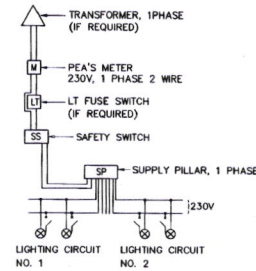 TRANSFORMER, 1PHASE
(IF REQUIRED)
M
PEA'S METER
230V, 1 PHASE 2 WIRE
LT
LT FUSE SWITCH
(IF REQUIRED)
SS
SAFETY SWITCH
SP
SUPPLY PILLAR, 1 PHASE
230V
LIGHTING CIRCUIT
NO. 1
LIGHTING CIRCUIT
NO. 2